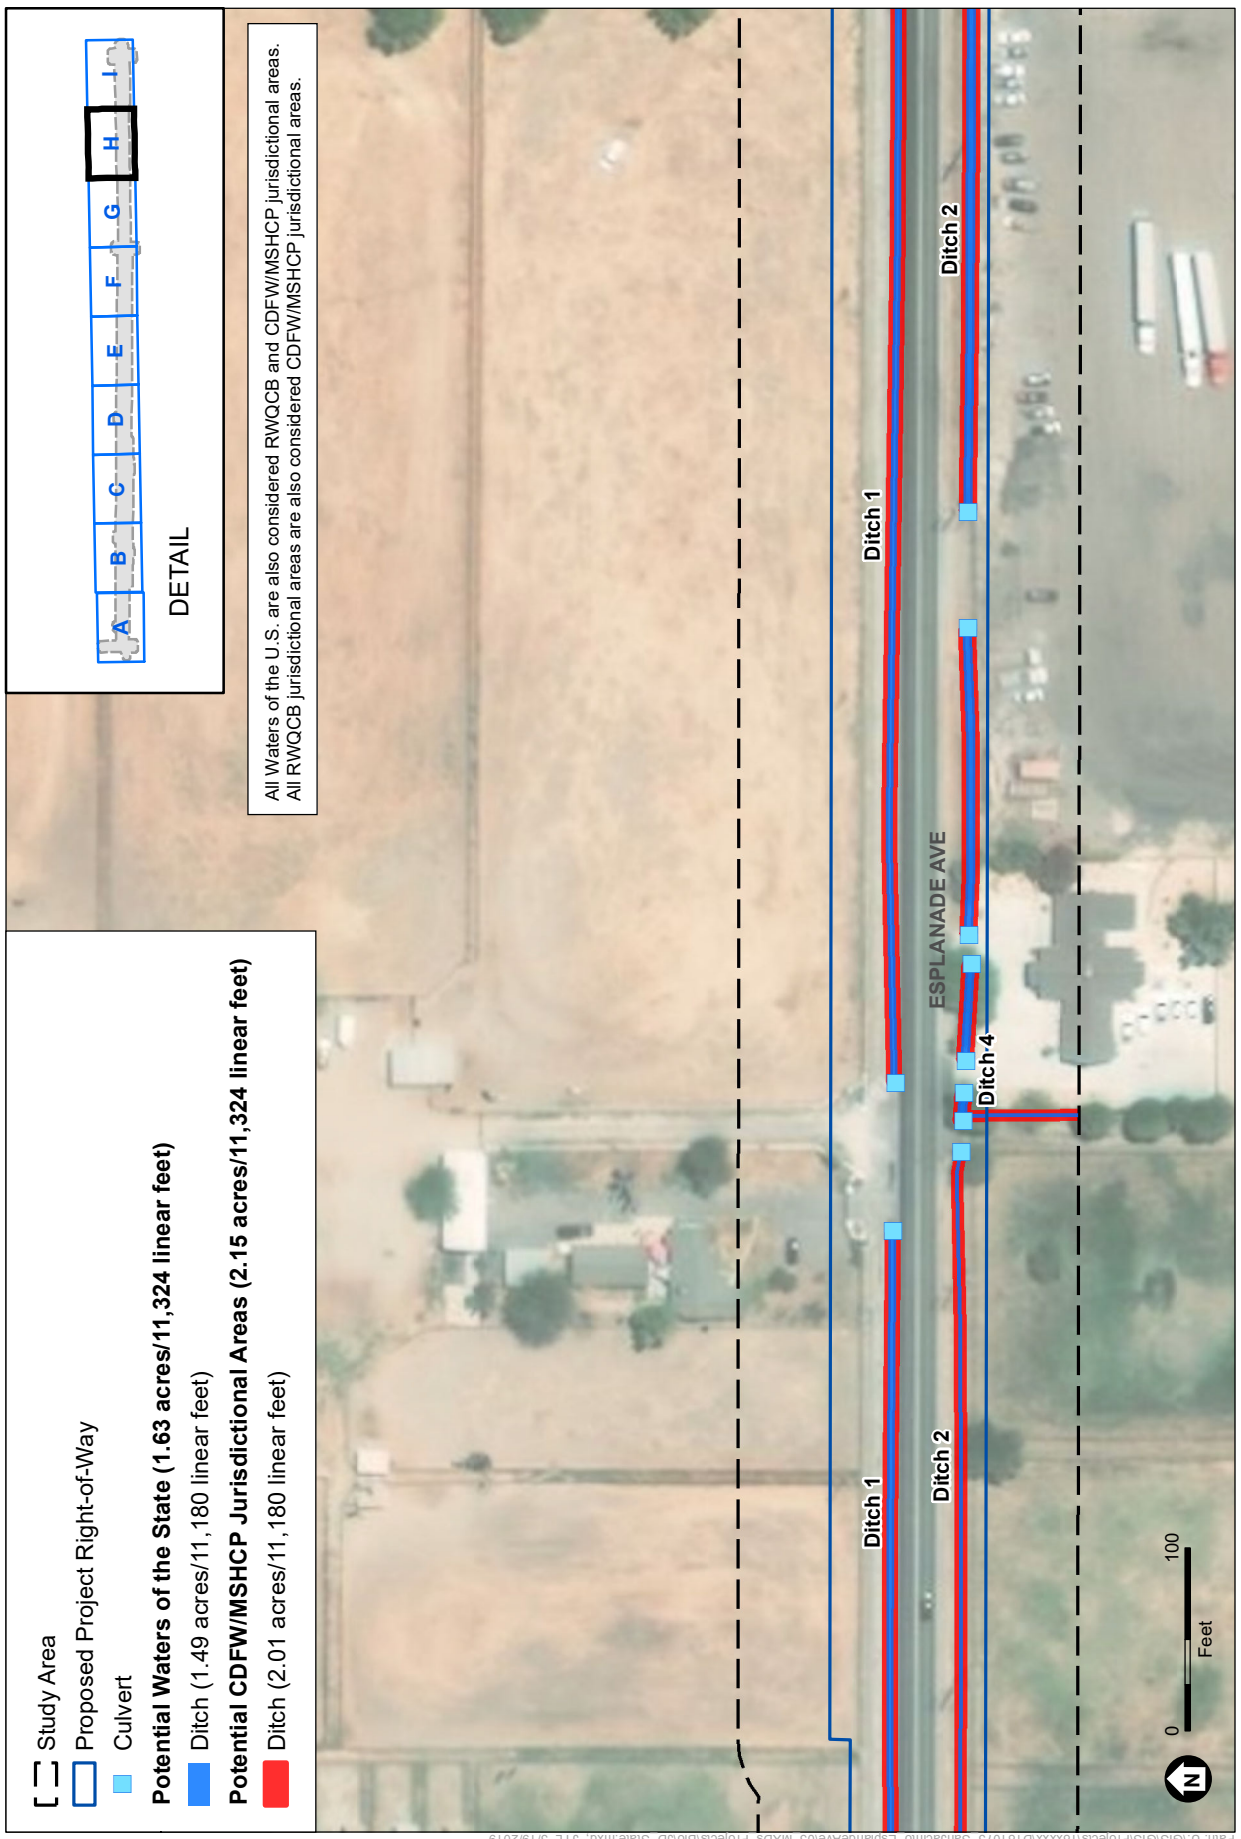 Study Area
Proposed Project Right-of-Way
Culvert
Potential Waters of the State (1.63 acres/11,324 linear feet)
Ditch (1.49 acres/11,180 linear feet)
Potential CDFW/MSHCP Jurisdictional Areas (2.15 acres/11,324 linear feet)
Ditch (2.01 acres/11,180 linear feet)
A
B
C
D
E
F
G
H
I
DETAIL
All Waters of the U.S. are also considered RWQCB and CDFW/MSHCP jurisdictional areas.
All RWQCB jurisdictional areas are also considered CDFW/MSHCP jurisdictional areas.
Ditch 1
Ditch 1
Ditch 2
Ditch 2
Ditch 4
ESPLANADE AVE
N
0
100
Feet